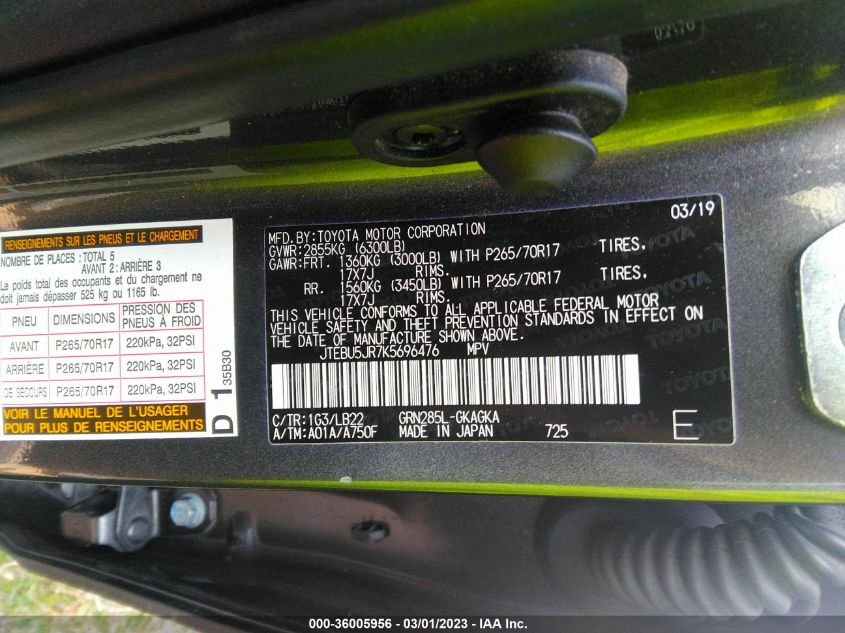 RENSEIGNEMENTS SUR LES PNEUS ET LE CHARGEMENT
NOMBRE DE PLACES : TOTAL 5
AVANT 2 : ARRIÈRE 3
Le poids total des occupants et du chargement ne
doit jamais dépasser 525 kg ou 1165 lb.
PNEU DIMENSIONS PRESSION DES PNEUS À FROID
AVANT P265/70R17 220kPa, 32PSI
ARRIÈRE P265/70R17 220kPa, 32PSI
DE SECOURS P265/70R17 220kPa, 32PSI
VOIR LE MANUEL DE L'USAGER
POUR PLUS DE RENSEIGNEMENTS
D 1 35B30
03/19
MFD.BY:TOYOTA MOTOR CORPORATION
GVWR:2855KG (6300LB)
GAWR:FRT. 1360KG (3000LB) WITH P265/70R17 TIRES,
17X7J RIMS.
RR. 1560KG (3450LB) WITH P265/70R17 TIRES,
17X7J RIMS.
THIS VEHICLE CONFORMS TO ALL APPLICABLE FEDERAL MOTOR
VEHICLE SAFETY AND THEFT PREVENTION STANDARDS IN EFFECT ON
THE DATE OF MANUFACTURE SHOWN ABOVE.
JTEBU5JR7K5696476 MPV
C/TR:1G3/LB22 GRN285L-GKAGKA
A/TM:A01A/A750F MADE IN JAPAN 725 E
000-36005956 - 03/01/2023 - IAA Inc.